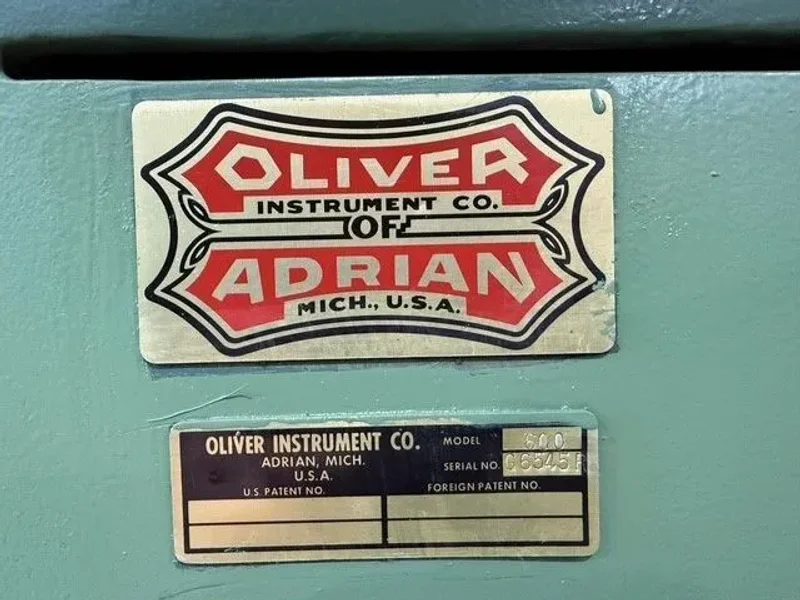 OLIVER
INSTRUMENT CO.
OF
ADRIAN
MICH., U.S.A.
OLIVER INSTRUMENT CO.
ADRIAN, MICH.
U.S.A.
MODEL 600
SERIAL NO.
U.S. PATENT NO.
FOREIGN PATENT NO.